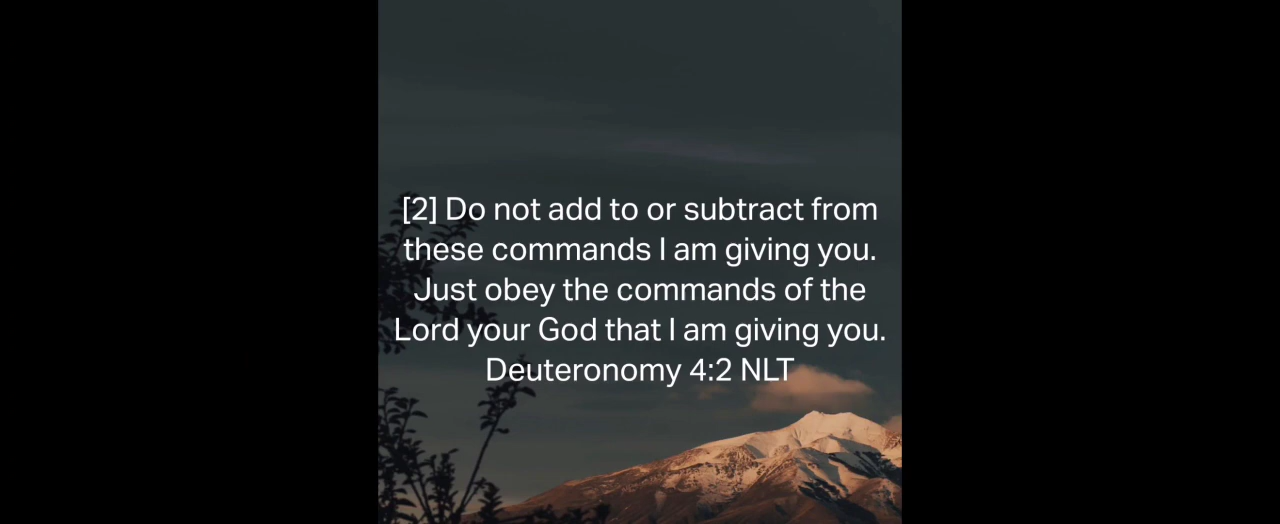 [2] Do not add to or subtract from
these commands I am giving you.
Just obey the commands of the
Lord your God that I am giving you.
Deuteronomy 4:2 NLT